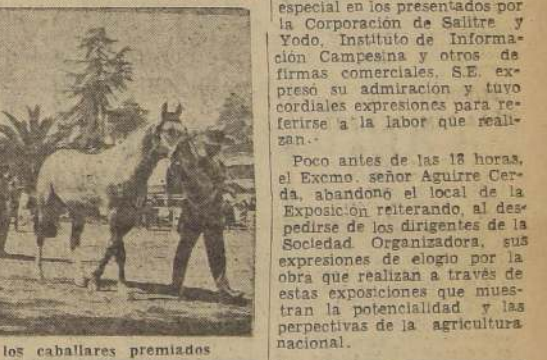 especial en los presentados por
la Corporación de Salitre y
Yodo, Instituto de Informa-
ción Campesina y otros de
firmas comerciales, S.E. ex-
presó su admiración y tuvo
cordiales expresiones para re-
ferirse a la labor que reali-
zan.-
Poco antes de las 18 horas,
el Excmo. señor Aguirre Cer-
da, abandonó el local de la
Exposición reiterando, al des-
pedirse de los dirigentes de la
Sociedad Organizadora, sus
expresiones de elogio por la
obra que realizan a través de
estas exposiciones que mues-
tran la potencialidad y las
perpectivas de la agricultura
nacional.
los caballares premiados